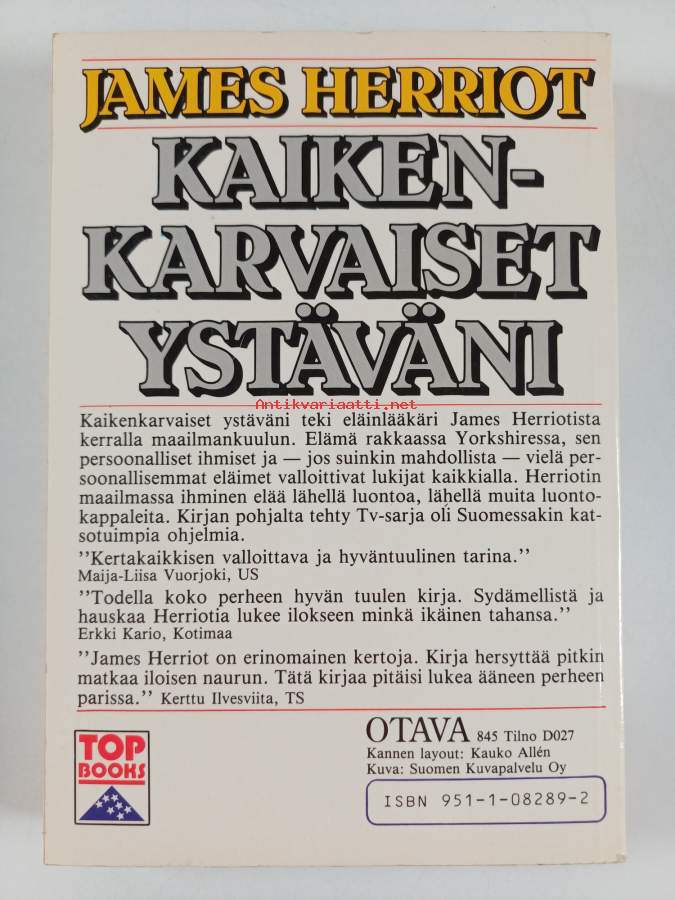 JAMES HERRIOT
KAIKEN-
KARVAISET
YSTÄVÄNI
Antikvariaatti.net
Kaikenkarvaiset ystäväni teki eläinlääkäri James Herriotista
kerralla maailmankuulun. Elämä rakkaassa Yorkshiressa, sen
persoonalliset ihmiset ja — jos suinkin mahdollista — vielä per-
soonallisemmat eläimet valloittivat lukijat kaikkialla. Herriotin
maailmassa ihminen elää lähellä luontoa, lähellä muita luonto-
kappaleita. Kirjan pohjalta tehty Tv-sarja oli Suomessakin kat-
sotuimpia ohjelmia.
"Kertakaikkisen valloittava ja hyväntuulinen tarina."
Maija-Liisa Vuorjoki, US
"Todella koko perheen hyvän tuulen kirja. Sydämellistä ja
hauskaa Herriotia lukee ilokseen minkä ikäinen tahansa."
Erkki Kario, Kotimaa
"James Herriot on erinomainen kertoja. Kirja hersyttää pitkin
matkaa iloisen naurun. Tätä kirjaa pitäisi lukea ääneen perheen
parissa." Kerttu Ilvesviita, TS
TOP
BOOKS
OTAVA 845 Tilno D027
Kannen layout: Kauko Allén
Kuva: Suomen Kuvapalvelu Oy
ISBN 951-1-08289-2